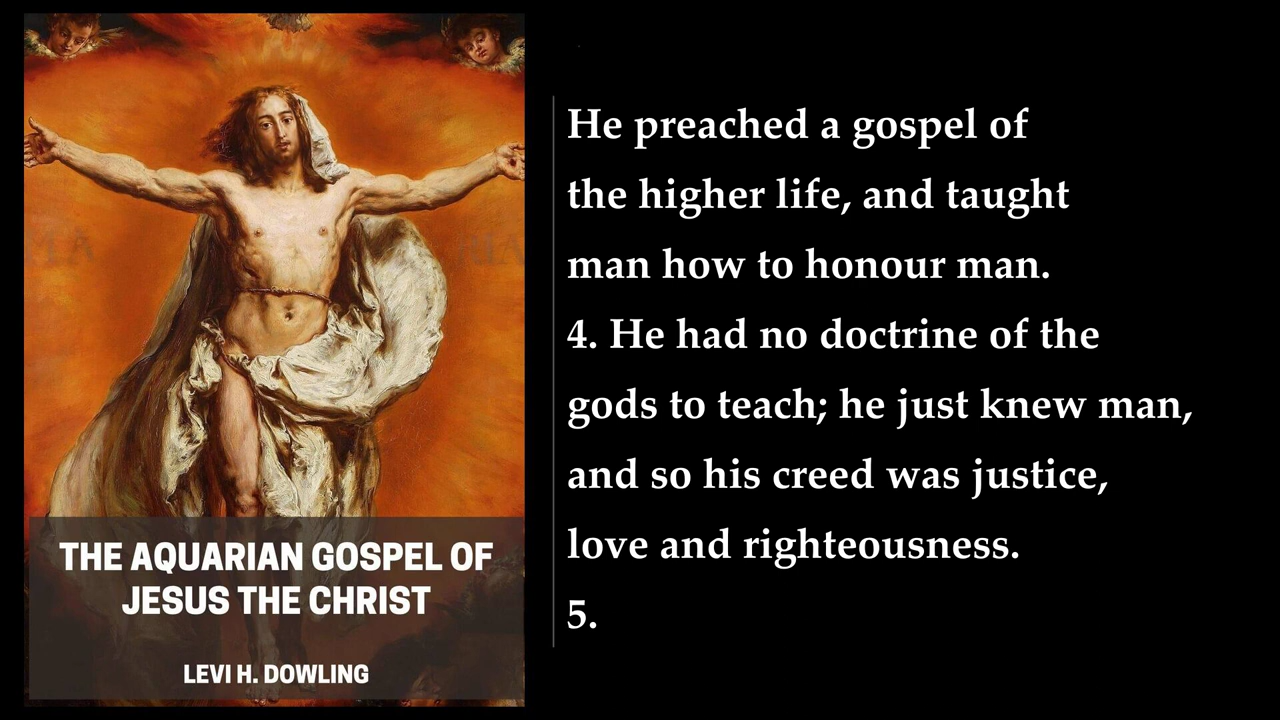 THE AQUARIAN GOSPEL OF
JESUS THE CHRIST
LEVI H. DOWLING
He preached a gospel of
the higher life, and taught
man how to honour man.
4. He had no doctrine of the
gods to teach; he just knew man,
and so his creed was justice,
love and righteousness.
5.